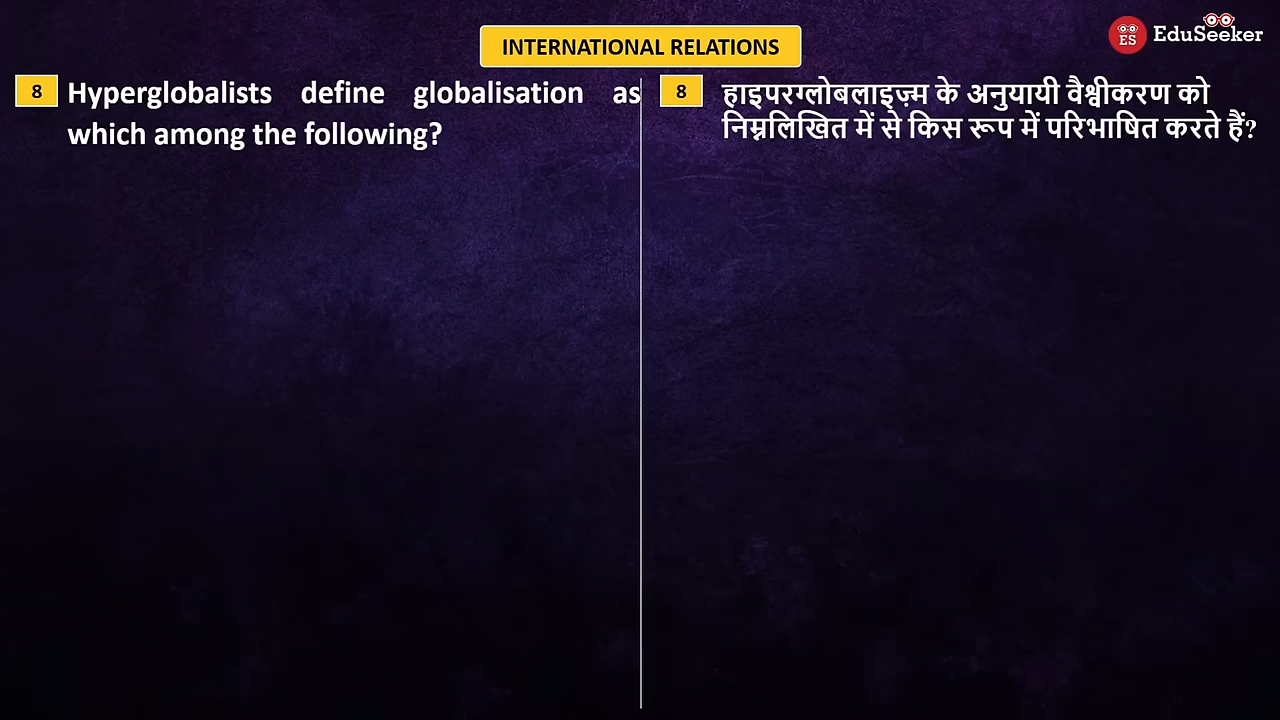 INTERNATIONAL RELATIONS
ES EduSeeker
8 Hyperglobalists define globalisation as
which among the following?
8 हाइपरग्लोबलाइज़्म के अनुयायी वैश्वीकरण को
निम्नलिखित में से किस रूप में परिभाषित करते हैं?